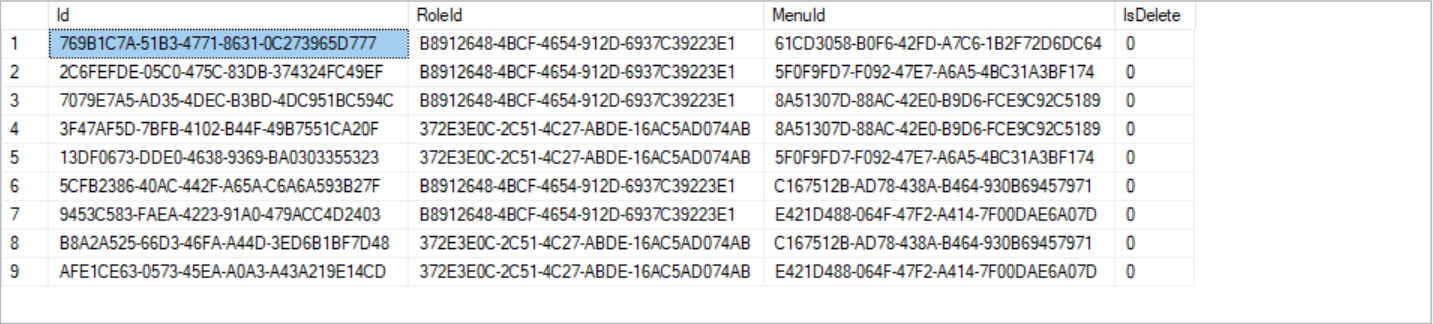 Id RoleId MenuId IsDelete
1 769B1C7A-51B3-4771-8631-0C273965D777 B8912648-4BCF-4654-912D-6937C39223E1 61CD3058-B0F6-42FD-A7C6-1B2F72D6DC64 0
2 2C6FEFDE-05C0-475C-83DB-374324FC49EF B8912648-4BCF-4654-912D-6937C39223E1 5F0F9FD7-F092-47E7-A6A5-4BC31A3BF174 0
3 7079E7A5-AD35-4DEC-B3BD-4DC951BC594C B8912648-4BCF-4654-912D-6937C39223E1 8A51307D-88AC-42E0-B9D6-FCE9C92C5189 0
4 3F47AF5D-7BFB-4102-B44F-49B7551CA20F 372E3E0C-2C51-4C27-ABDE-16AC5AD074AB 8A51307D-88AC-42E0-B9D6-FCE9C92C5189 0
5 13DF0673-DDE0-4638-9369-BA0303355323 372E3E0C-2C51-4C27-ABDE-16AC5AD074AB 5F0F9FD7-F092-47E7-A6A5-4BC31A3BF174 0
6 5CFB2386-40AC-442F-A65A-C6A6A593B27F B8912648-4BCF-4654-912D-6937C39223E1 C167512B-AD78-438A-B464-930B69457971 0
7 9453C583-FAEA-4223-91A0-479ACC4D2403 B8912648-4BCF-4654-912D-6937C39223E1 E421D488-064F-47F2-A414-7F00DAE6A07D 0
8 B8A2A525-66D3-46FA-A44D-3ED6B1BF7D48 372E3E0C-2C51-4C27-ABDE-16AC5AD074AB C167512B-AD78-438A-B464-930B69457971 0
9 AFE1CE63-0573-45EA-A0A3-A43A219E14CD 372E3E0C-2C51-4C27-ABDE-16AC5AD074AB E421D488-064F-47F2-A414-7F00DAE6A07D 0